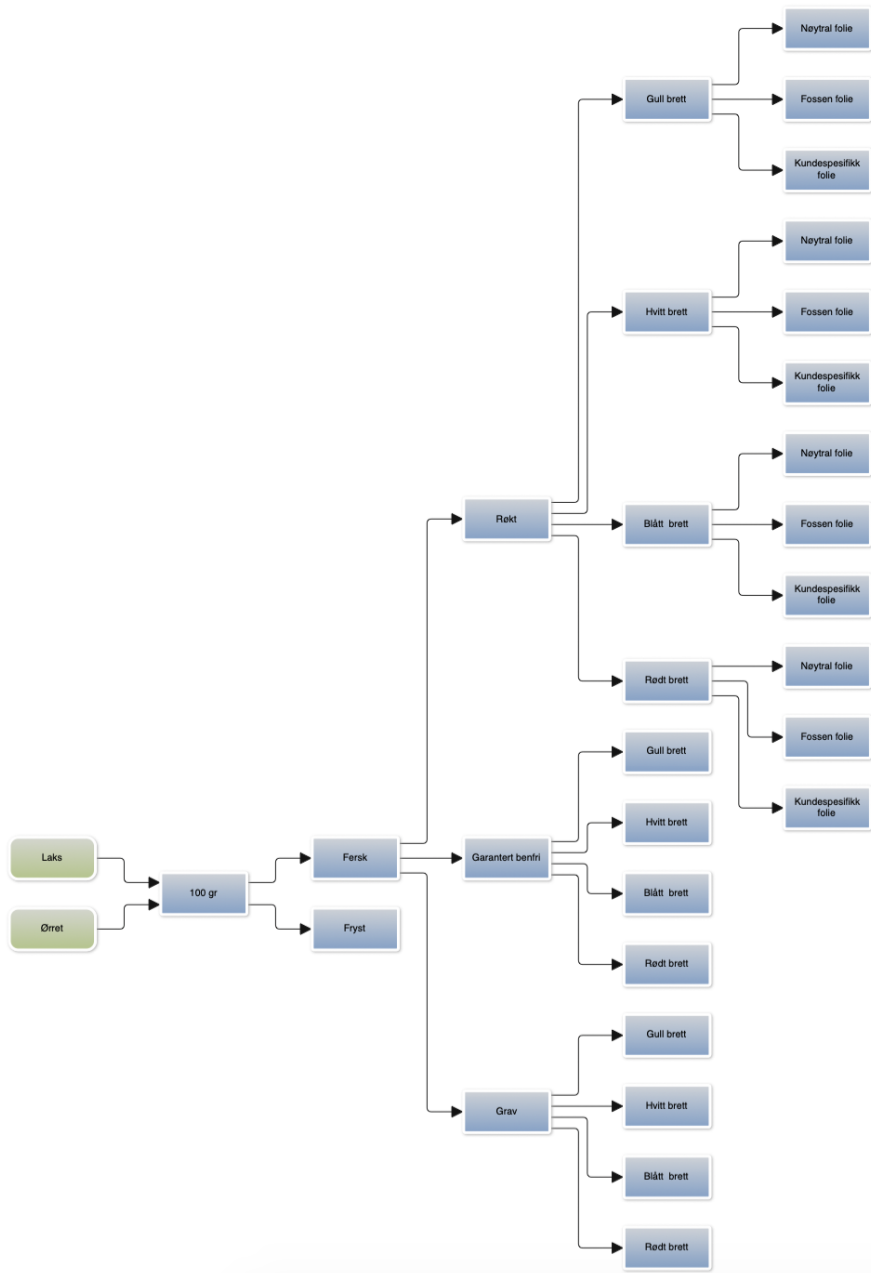 Nøytral folie
Gull brett
Fossen folie
Kundespesifikk
folie
Nøytral folie
Hvitt brett
Fossen folie
Kundespesifikk
folie
Nøytral folie
Røkt
Blått brett
Fossen folie
Kundespesifikk
folie
Rødt brett
Nøytral folie
Fossen folie
Kundespesifikk
folie
Gull brett
Hvitt brett
Laks
Fersk
Garantert benfri
100 gr
Blått brett
Ørret
Fryst
Rødt brett
Gull brett
Grav
Hvitt brett
Blått brett
Rødt brett